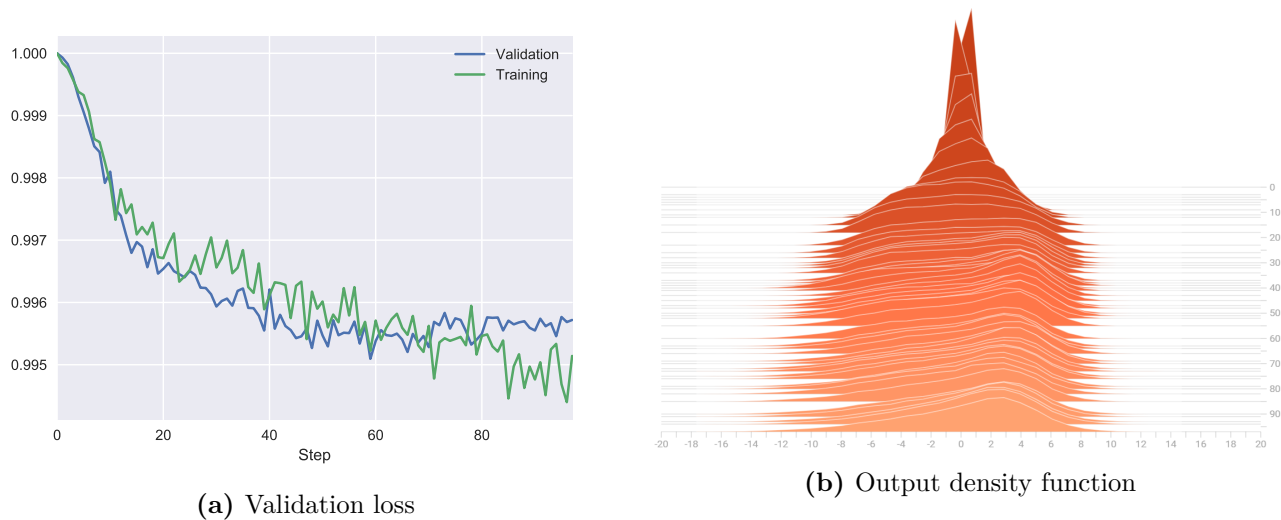 1.000
0.999
0.998
0.997
0.996
0.995
0 20 40 60 80
Step
Validation
Training
(a) Validation loss
0
10
20
30
40
50
60
70
80
90
-20 -18 -16 -14 -12 -10 -8 -6 -4 -2 0 2 4 6 8 10 12 14 16 18 20
(b) Output density function